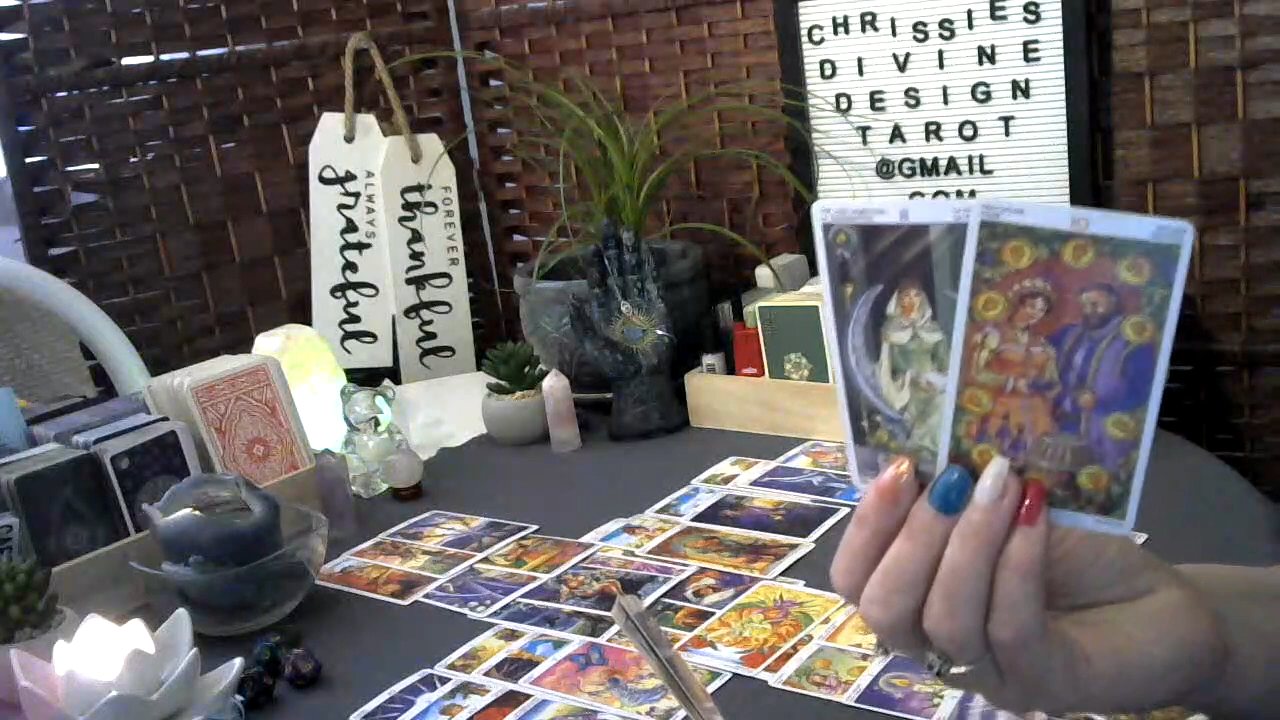 CHRISSIES
DIVINE
DESIGN
TAROT
@GMAIL
.COM
ALWAYS
grateful
FOREVER
thankful